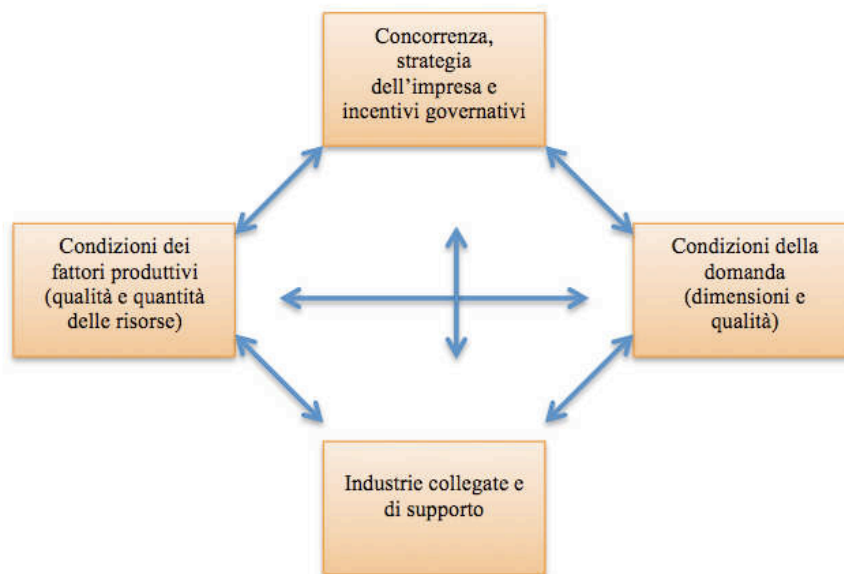 Concorrenza,
strategia
dell'impresa e
incentivi governativi
Condizioni dei
fattori produttivi
(qualità e quantità
delle risorse)
Condizioni della
domanda
(dimensioni e
qualità)
Industrie collegate e
di supporto